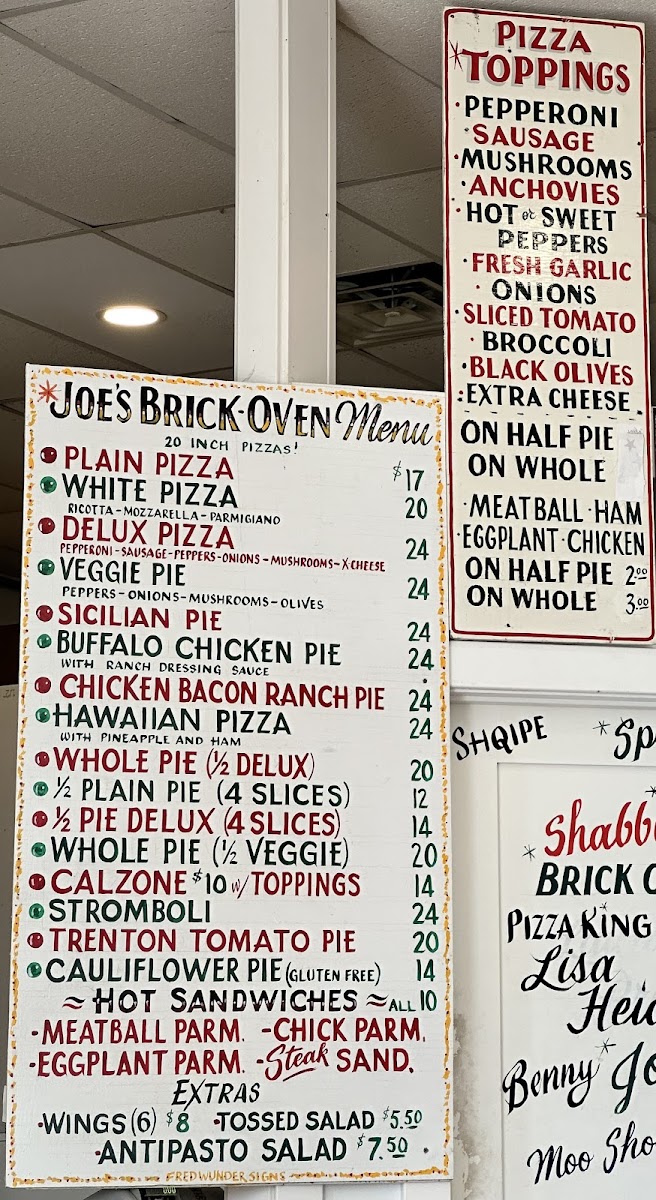 PIZZA
TOPPINGS
· PEPPERONI
· SAUSAGE
· MUSHROOMS
· ANCHOVIES
· HOT or SWEET
PEPPERS
· FRESH GARLIC
· ONIONS
· SLICED TOMATO
· BROCCOLI
· BLACK OLIVES
· EXTRA CHEESE
ON HALF PIE
ON WHOLE
· MEATBALL · HAM
· EGGPLANT · CHICKEN
ON HALF PIE 2.00
ON WHOLE 3.00
JOE'S BRICK-OVEN Menu
20 INCH PIZZAS!
PLAIN PIZZA $17
WHITE PIZZA 20
RICOTTA-MOZZARELLA-PARMIGIANO
DELUX PIZZA 24
PEPPERONI-SAUSAGE-PEPPERS-ONIONS-MUSHROOMS-X·CHEESE
VEGGIE PIE 24
PEPPERS-ONIONS-MUSHROOMS-OLIVES
SICILIAN PIE 24
BUFFALO CHICKEN PIE 24
WITH RANCH DRESSING SAUCE
CHICKEN BACON RANCH PIE 24
HAWAIIAN PIZZA 24
WITH PINEAPPLE AND HAM
WHOLE PIE (½ DELUX) 20
½ PLAIN PIE (4 SLICES) 12
½ PIE DELUX (4 SLICES) 14
WHOLE PIE (½ VEGGIE) 20
CALZONE $10 w/ TOPPINGS 14
STROMBOLI 24
TRENTON TOMATO PIE 20
CAULIFLOWER PIE (GLUTEN FREE) 14
≈ HOT SANDWICHES ≈ ALL 10
-MEATBALL PARM. -CHICK PARM.
-EGGPLANT PARM. -Steak SAND.
EXTRAS
·WINGS (6) $8 ·TOSSED SALAD $5.50
·ANTIPASTO SALAD $7.50
FREDWUNDERSIGNS
SHQIPE
BRICK
PIZZA KING
Lisa
Benny
Moo